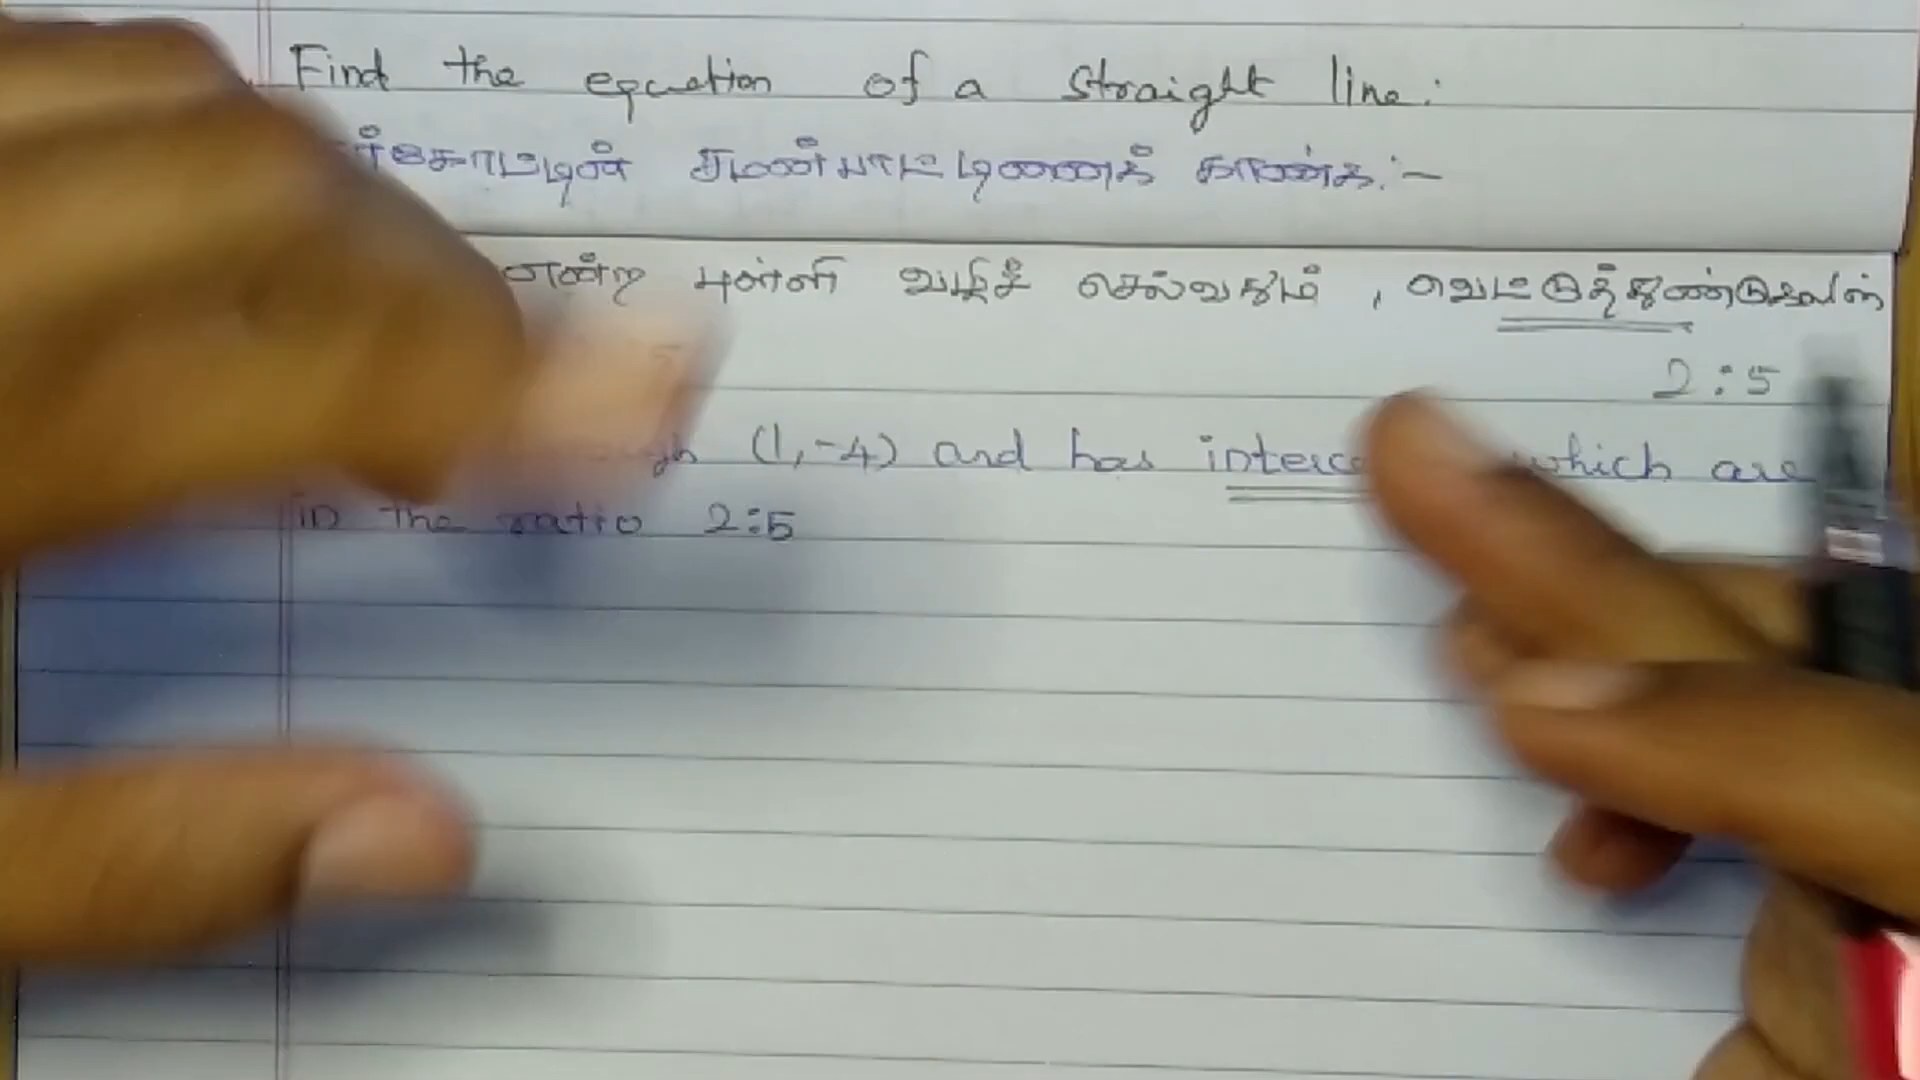 Find the equation of a straight line:
சமன்பாட்டினைக் காண்க:-
என்ற புள்ளி வழிச் செல்வதும் , வெட்டுத்துண்டுகளின்
2:5
(1,-4) and has which are
in the ratio 2:5